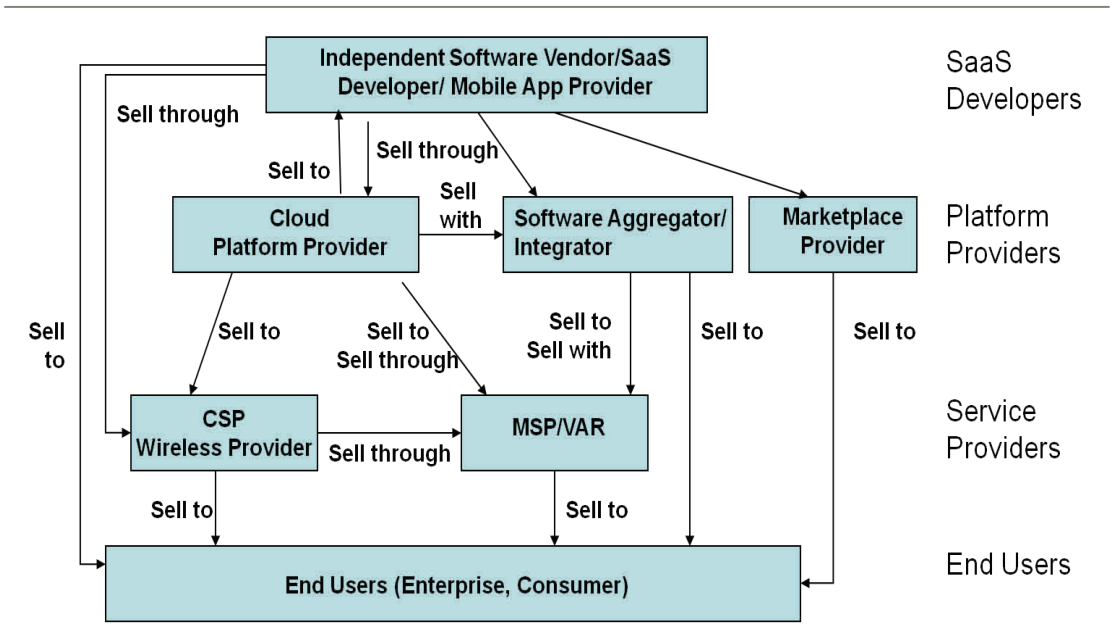 Independent Software Vendor/SaaS
Developer/ Mobile App Provider
SaaS
Developers
Sell through
Sell to
Sell through
Sell
with
Cloud
Platform Provider
Software Aggregator/
Integrator
Marketplace
Provider
Platform
Providers
Sell
to
Sell to
Sell to
Sell through
Sell to
Sell with
Sell to
Sell to
CSP
Wireless Provider
Sell through
MSP/VAR
Service
Providers
Sell to
Sell to
End Users (Enterprise, Consumer)
End Users